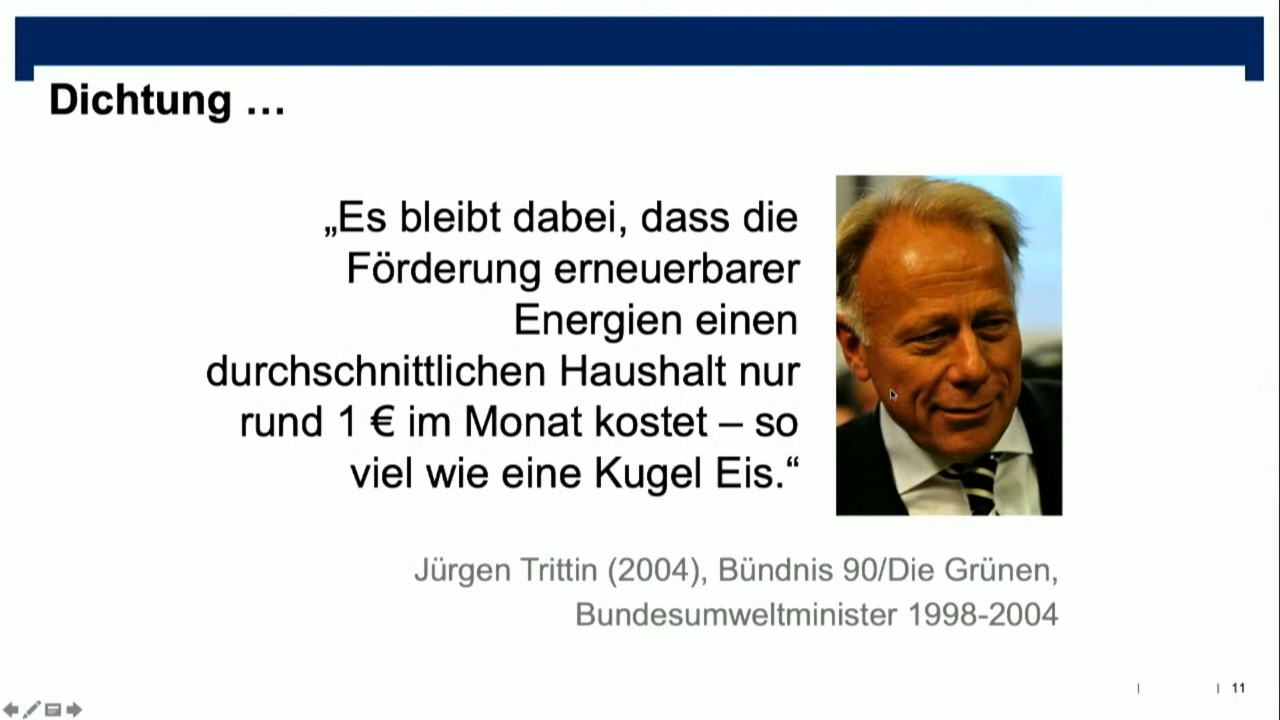 Dichtung …
„Es bleibt dabei, dass die
Förderung erneuerbarer
Energien einen
durchschnittlichen Haushalt nur
rund 1 € im Monat kostet – so
viel wie eine Kugel Eis.“
Jürgen Trittin (2004), Bündnis 90/Die Grünen,
Bundesumweltminister 1998-2004
| | 11